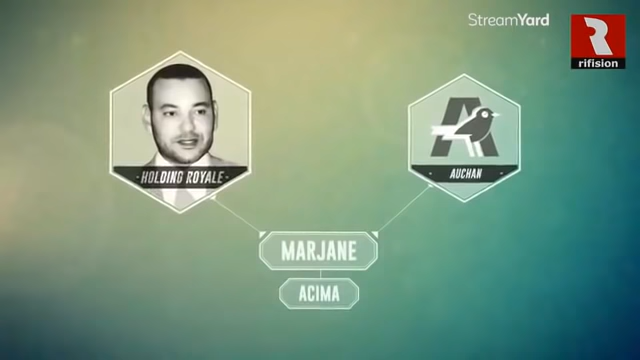 StreamYard
R
rifision
- HOLDING ROYALE -
A
AUCHAN
MARJANE
ACIMA